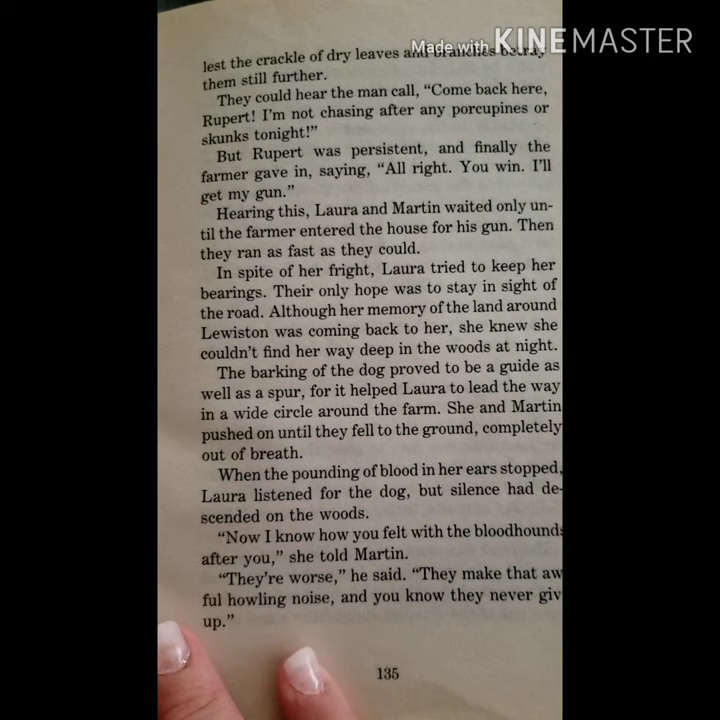 Made with KINEMASTER
lest the crackle of dry leaves and branches betray
them still further.
They could hear the man call, “Come back here,
Rupert! I’m not chasing after any porcupines or
skunks tonight!”
But Rupert was persistent, and finally the
farmer gave in, saying, “All right. You win. I’ll
get my gun.”
Hearing this, Laura and Martin waited only un-
til the farmer entered the house for his gun. Then
they ran as fast as they could.
In spite of her fright, Laura tried to keep her
bearings. Their only hope was to stay in sight of
the road. Although her memory of the land around
Lewiston was coming back to her, she knew she
couldn’t find her way deep in the woods at night.
The barking of the dog proved to be a guide as
well as a spur, for it helped Laura to lead the way
in a wide circle around the farm. She and Martin
pushed on until they fell to the ground, completely
out of breath.
When the pounding of blood in her ears stopped,
Laura listened for the dog, but silence had de-
scended on the woods.
“Now I know how you felt with the bloodhounds
after you,” she told Martin.
“They’re worse,” he said. “They make that aw
ful howling noise, and you know they never giv
up.”
135